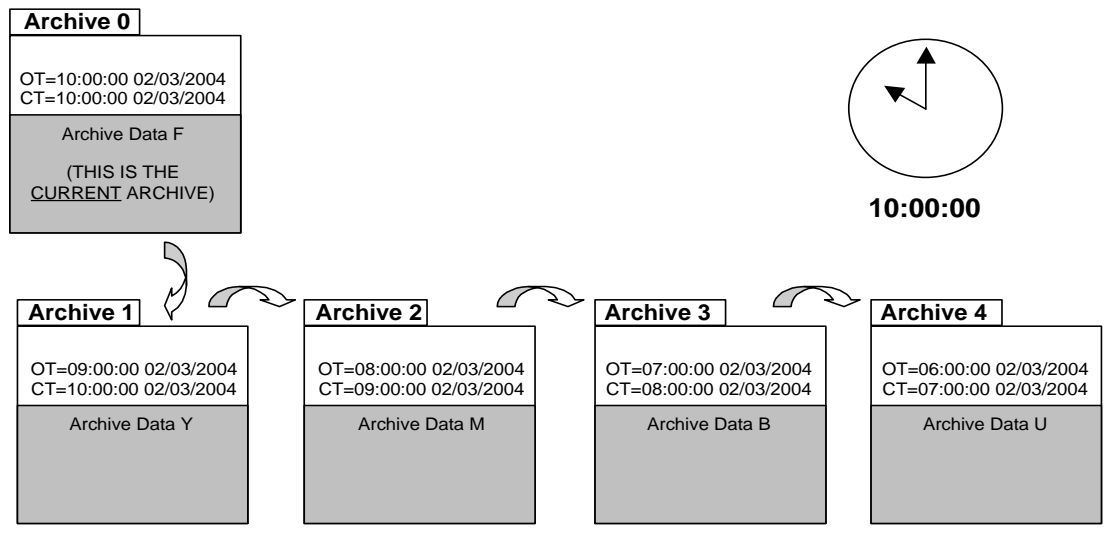 Archive 0
OT=10:00:00 02/03/2004
CT=10:00:00 02/03/2004
Archive Data F
(THIS IS THE
CURRENT ARCHIVE)
10:00:00
Archive 1
OT=09:00:00 02/03/2004
CT=10:00:00 02/03/2004
Archive Data Y
Archive 2
OT=08:00:00 02/03/2004
CT=09:00:00 02/03/2004
Archive Data M
Archive 3
OT=07:00:00 02/03/2004
CT=08:00:00 02/03/2004
Archive Data B
Archive 4
OT=06:00:00 02/03/2004
CT=07:00:00 02/03/2004
Archive Data U